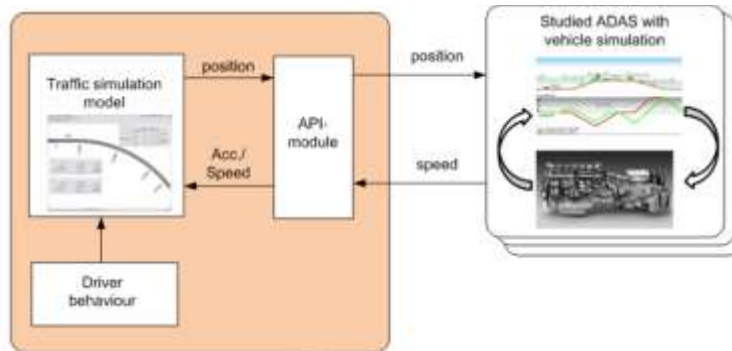 Studied ADAS with
vehicle simulation
Traffic simulation
model
position
API-
module
position
Acc./
Speed
speed
Driver
behaviour